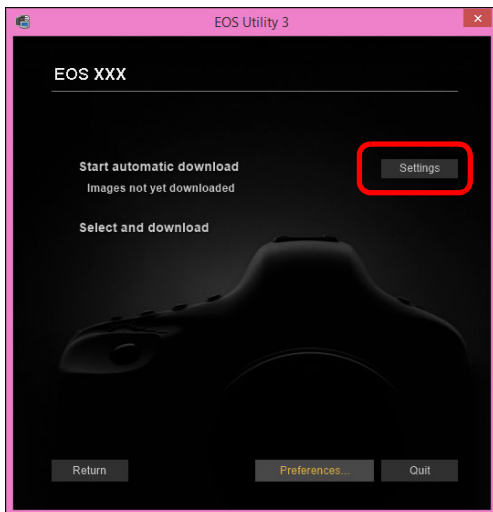 EOS Utility 3
EOS XXX
Start automatic download
Settings
Images not yet downloaded
Select and download
Return
Preferences...
Quit